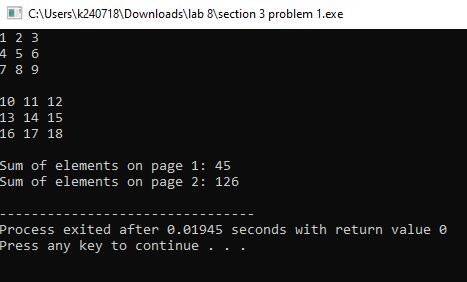 C:\Users\k240718\Downloads\lab 8\section 3 problem 1.exe
1 2 3
4 5 6
7 8 9
10 11 12
13 14 15
16 17 18
Sum of elements on page 1: 45
Sum of elements on page 2: 126
--------------------------------
Process exited after 0.01945 seconds with return value 0
Press any key to continue . . .